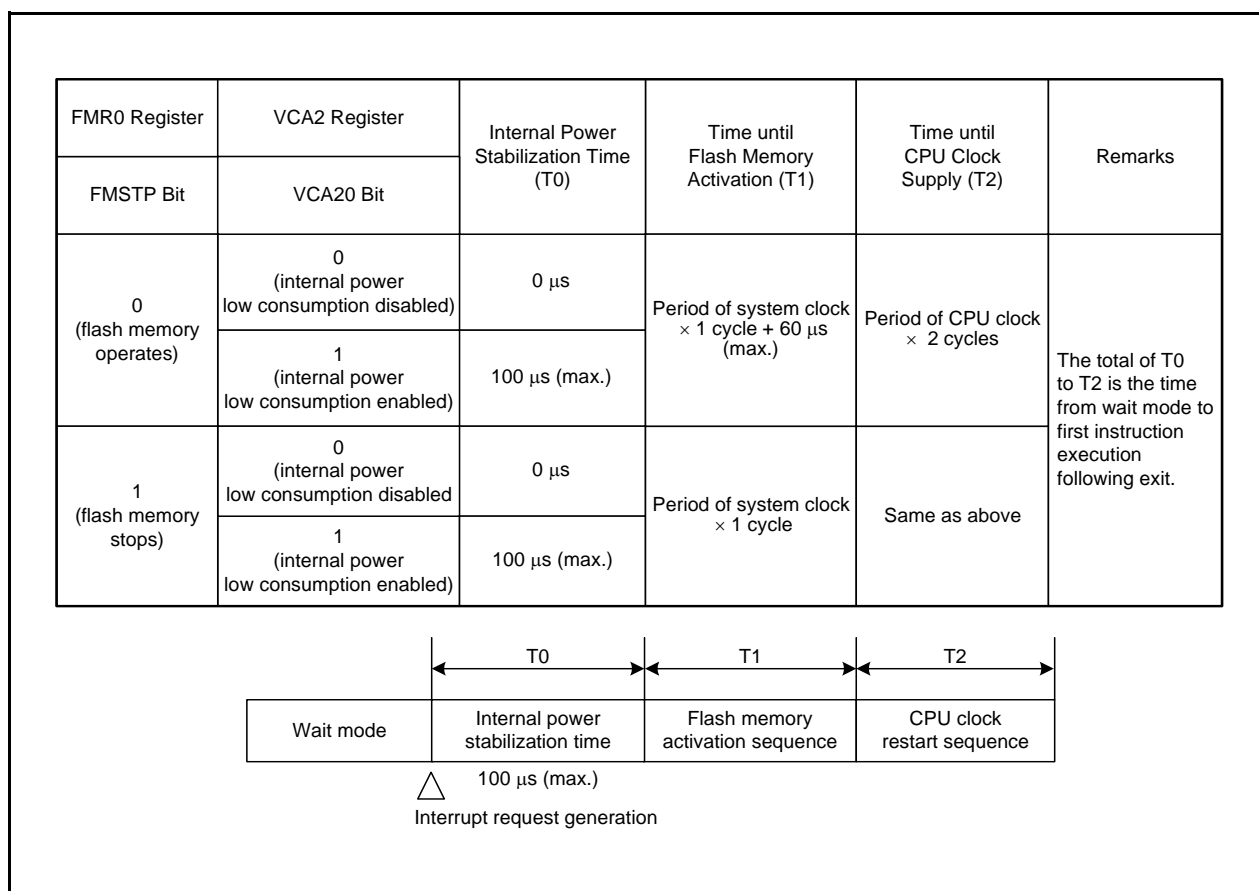 FMR0 Register
VCA2 Register
Internal Power
Stabilization Time
(T0)
Time until
Flash Memory
Activation (T1)
Time until
CPU Clock
Supply (T2)
Remarks
FMSTP Bit
VCA20 Bit
0
(flash memory
operates)
0
(internal power
low consumption disabled)
0 μs
Period of system clock
× 1 cycle + 60 μs
(max.)
Period of CPU clock
× 2 cycles
The total of T0
to T2 is the time
from wait mode to
first instruction
execution
following exit.
1
(internal power
low consumption enabled)
100 μs (max.)
1
(flash memory
stops)
0
(internal power
low consumption disabled
0 μs
Period of system clock
× 1 cycle
Same as above
1
(internal power
low consumption enabled)
100 μs (max.)
T0
T1
T2
Wait mode
Internal power
stabilization time
Flash memory
activation sequence
CPU clock
restart sequence
100 μs (max.)
Interrupt request generation